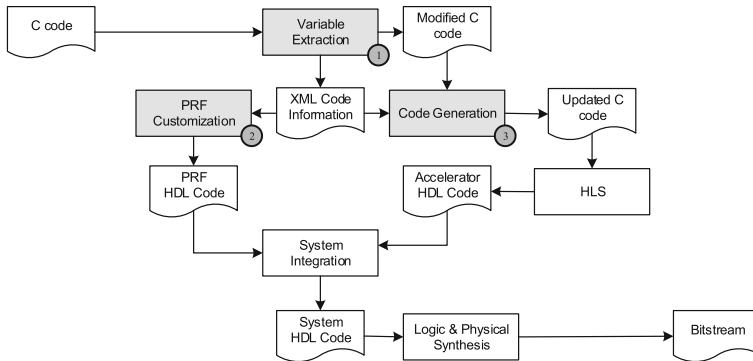 C code
Variable
Extraction
1
Modified C
code
PRF
Customization
2
XML Code
Information
Code Generation
3
Updated C
code
PRF
HDL Code
Accelerator
HDL Code
HLS
System
Integration
System
HDL Code
Logic & Physical
Synthesis
Bitstream